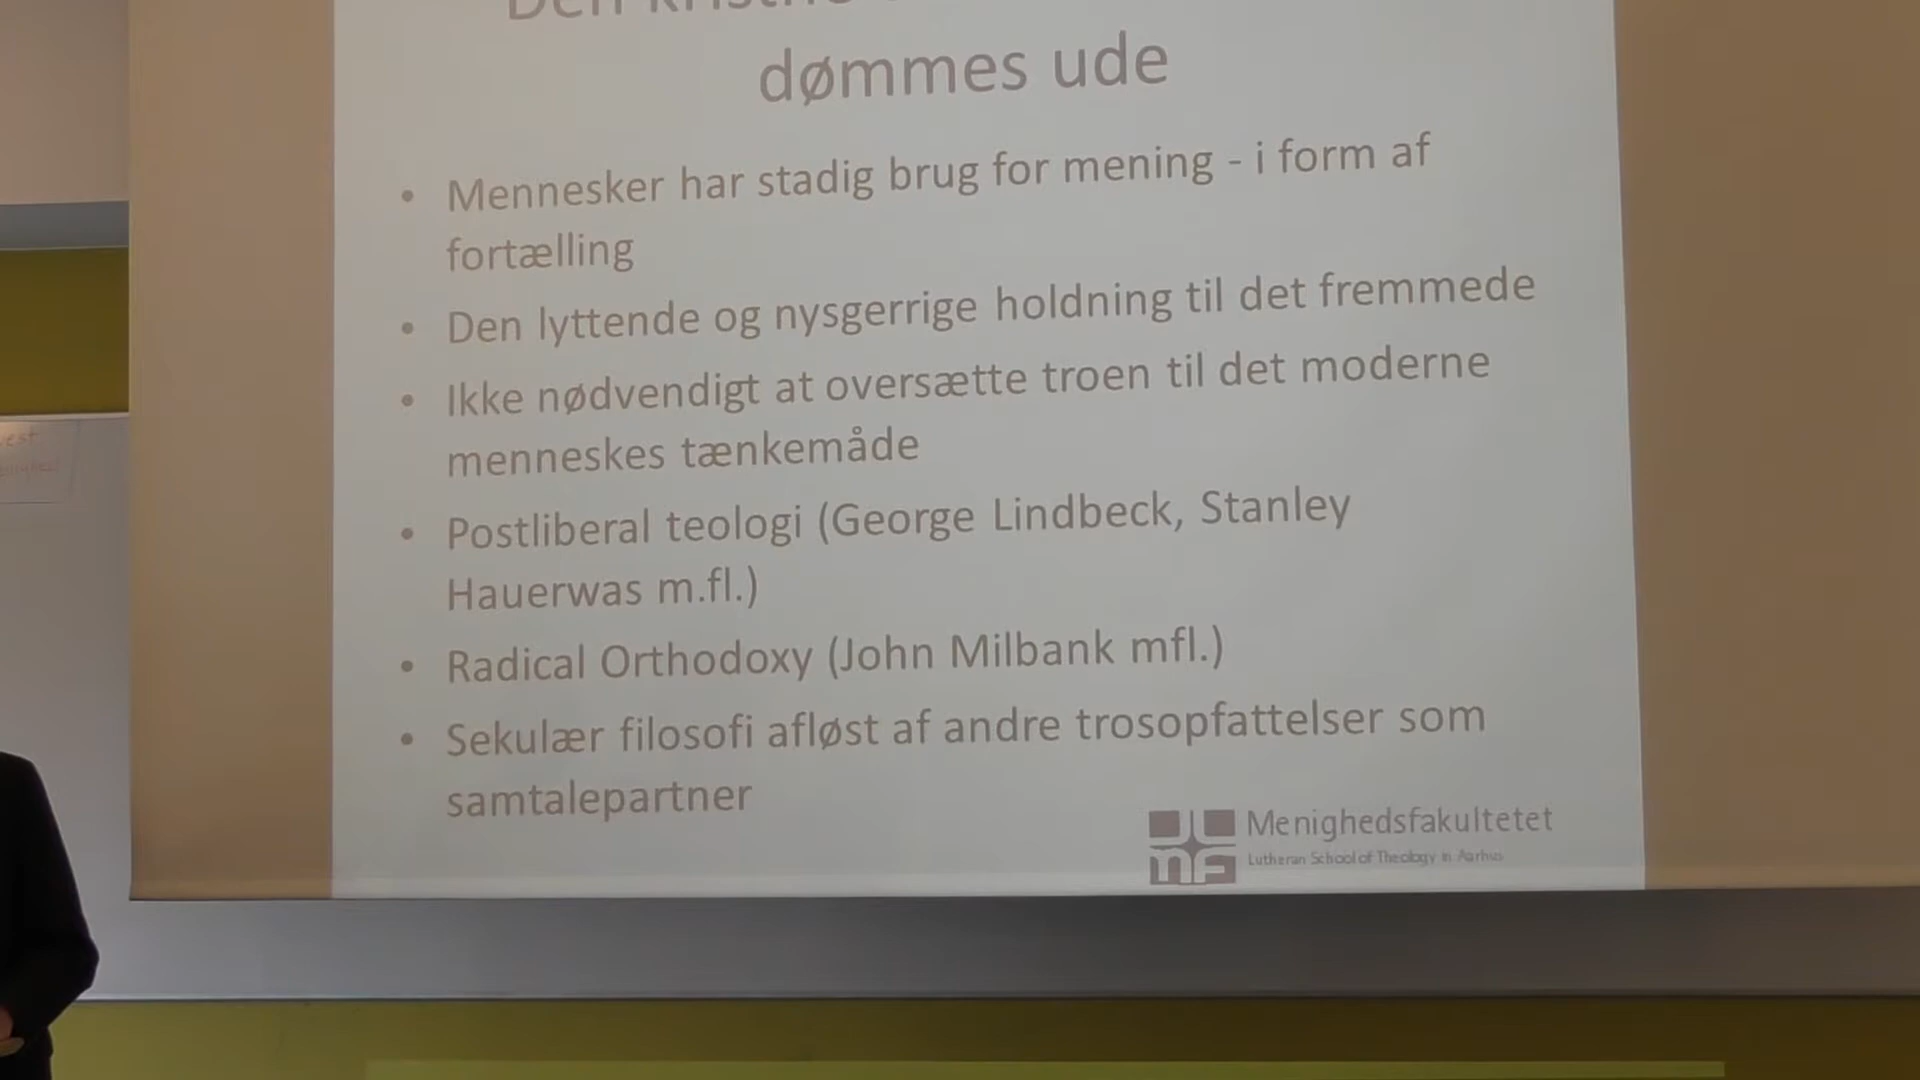 Den
dømmes ude
• Mennesker har stadig brug for mening - i form af
fortælling
• Den lyttende og nysgerrige holdning til det fremmede
• Ikke nødvendigt at oversætte troen til det moderne
menneskes tænkemåde
• Postliberal teologi (George Lindbeck, Stanley
Hauerwas m.fl.)
• Radical Orthodoxy (John Milbank mfl.)
• Sekulær filosofi afløst af andre trosopfattelser som
samtalepartner
Menighedsfakultetet
Lutheran School of Theology in Aarhus